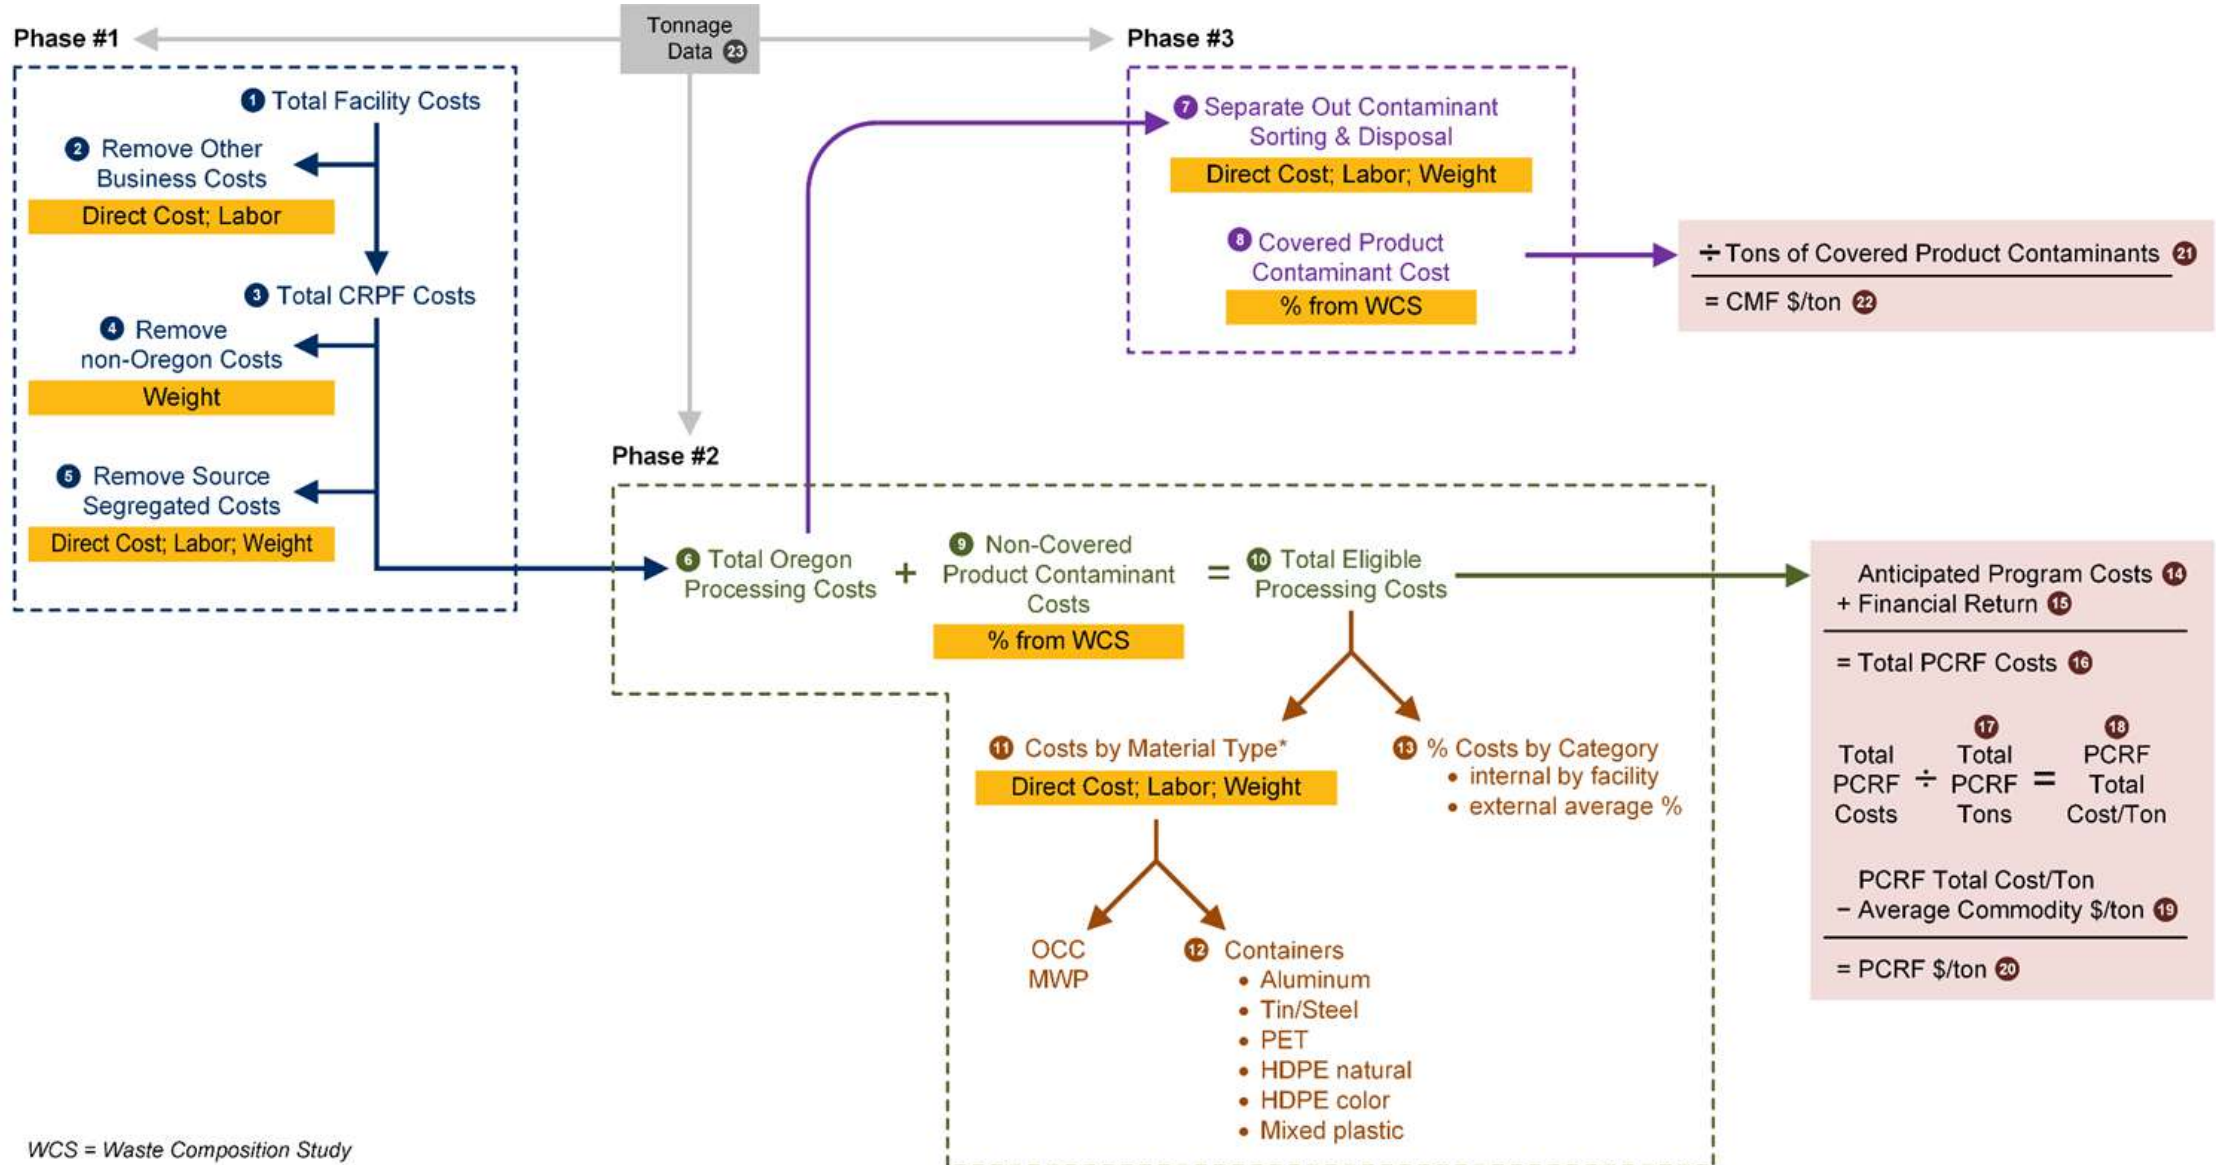 Phase #1
Tonnage
Data 23
Phase #3
1 Total Facility Costs
2 Remove Other
Business Costs
Direct Cost; Labor
3 Total CRPF Costs
4 Remove
non-Oregon Costs
Weight
5 Remove Source
Segregated Costs
Direct Cost; Labor; Weight
7 Separate Out Contaminant
Sorting & Disposal
Direct Cost; Labor; Weight
8 Covered Product
Contaminant Cost
% from WCS
÷ Tons of Covered Product Contaminants 21
= CMF $/ton 22
Phase #2
6 Total Oregon
Processing Costs
+
9 Non-Covered
Product Contaminant
Costs
% from WCS
=
10 Total Eligible
Processing Costs
11 Costs by Material Type*
Direct Cost; Labor; Weight
13 % Costs by Category
• internal by facility
• external average %
OCC
MWP
12 Containers
• Aluminum
• Tin/Steel
• PET
• HDPE natural
• HDPE color
• Mixed plastic
Anticipated Program Costs 14
+ Financial Return 15
= Total PCRF Costs 16
17 18
Total Total PCRF
PCRF ÷ PCRF = Total
Costs Tons Cost/Ton
PCRF Total Cost/Ton
− Average Commodity $/ton 19
= PCRF $/ton 20
WCS = Waste Composition Study